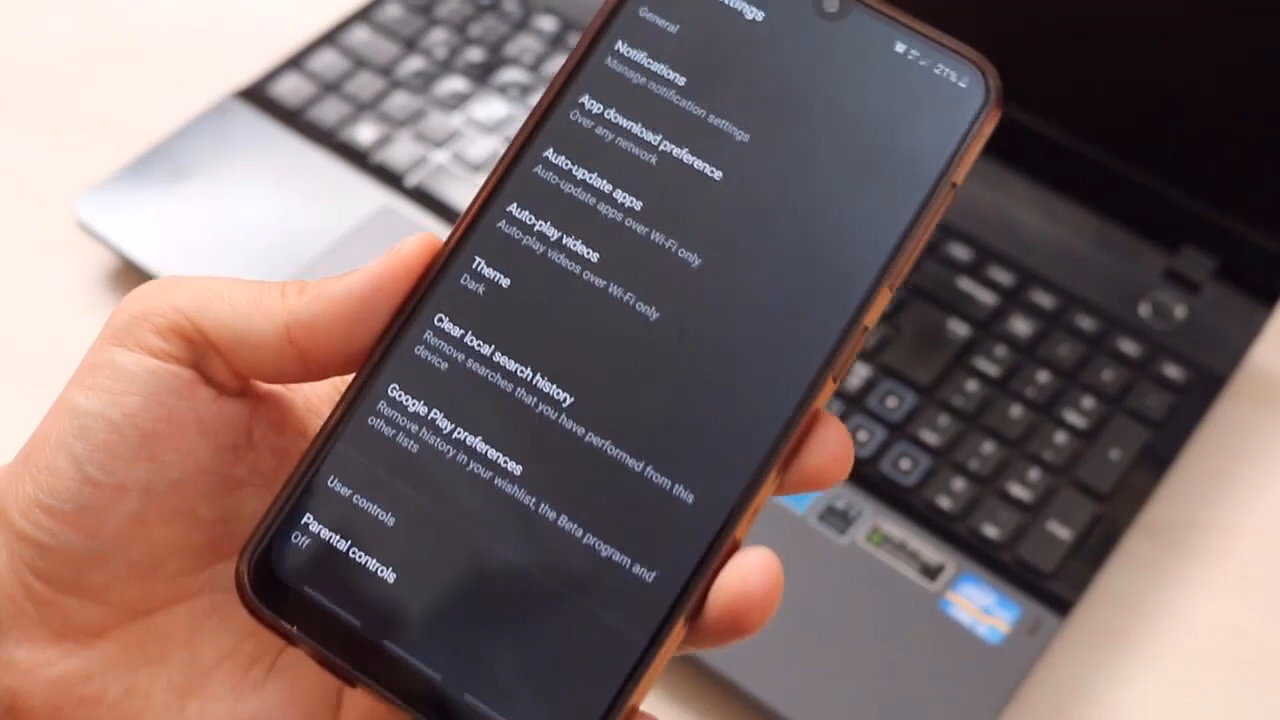 21%
General
Notifications
Manage notification settings
App download preference
Over any network
Auto-update apps
Auto-update apps over Wi-Fi only
Auto-play videos
Auto-play videos over Wi-Fi only
Theme
Dark
Clear local search history
Remove searches that you have performed from this
device
Google Play preferences
Remove history in your wishlist, the Beta program and
other lists
User controls
Parental controls
Off